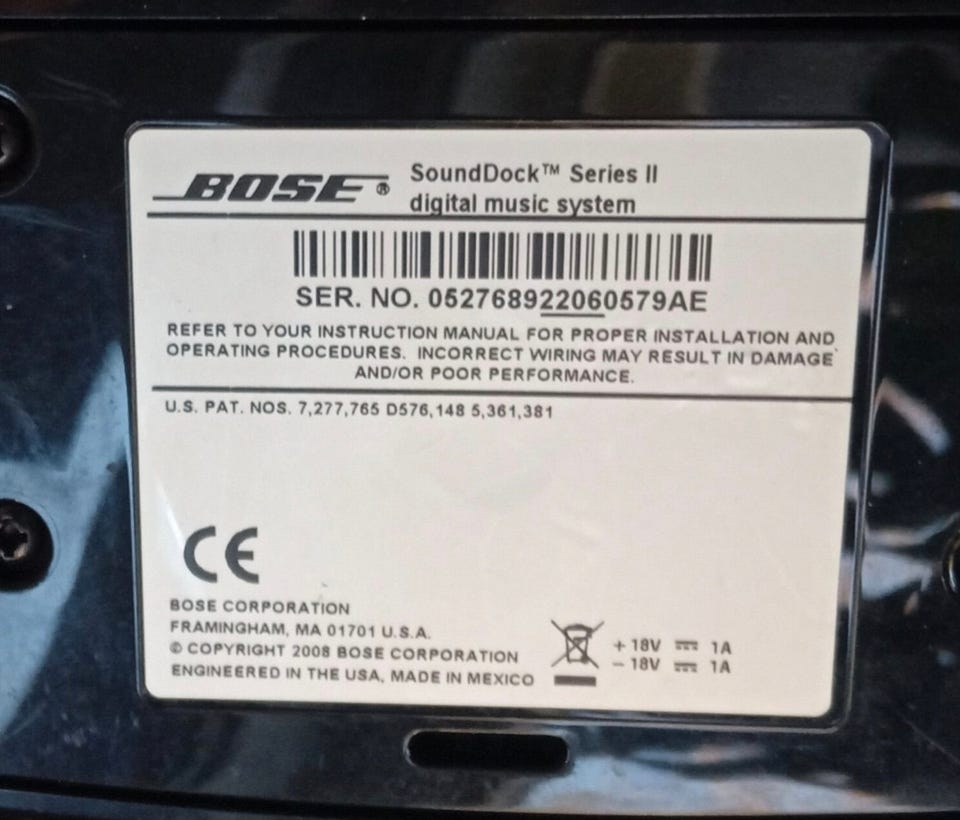 BOSE® SoundDock™ Series II
digital music system
SER. NO. 052768922060579AE
REFER TO YOUR INSTRUCTION MANUAL FOR PROPER INSTALLATION AND
OPERATING PROCEDURES. INCORRECT WIRING MAY RESULT IN DAMAGE
AND/OR POOR PERFORMANCE.
U.S. PAT. NOS. 7,277,765 D576,148 5,361,381
CE
BOSE CORPORATION
FRAMINGHAM, MA 01701 U.S.A.
© COPYRIGHT 2008 BOSE CORPORATION
ENGINEERED IN THE USA, MADE IN MEXICO
+ 18V ⎓ 1A
− 18V ⎓ 1A